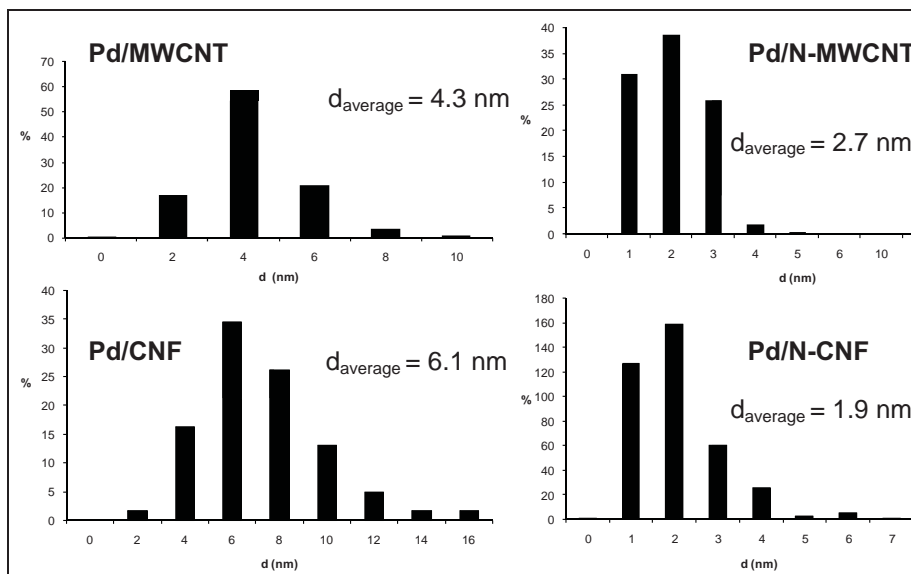 Pd/MWCNT
d average = 4.3 nm
%
70
60
50
40
30
20
10
0
0 2 4 6 8 10
d (nm)
Pd/N-MWCNT
d average = 2.7 nm
%
40
35
30
25
20
15
10
5
0
0 1 2 3 4 5 6 10
d (nm)
Pd/CNF
d average = 6.1 nm
%
40
35
30
25
20
15
10
5
0
0 2 4 6 8 10 12 14 16
d (nm)
Pd/N-CNF
d average = 1.9 nm
%
180
160
140
120
100
80
60
40
20
0
0 1 2 3 4 5 6 7
d (nm)